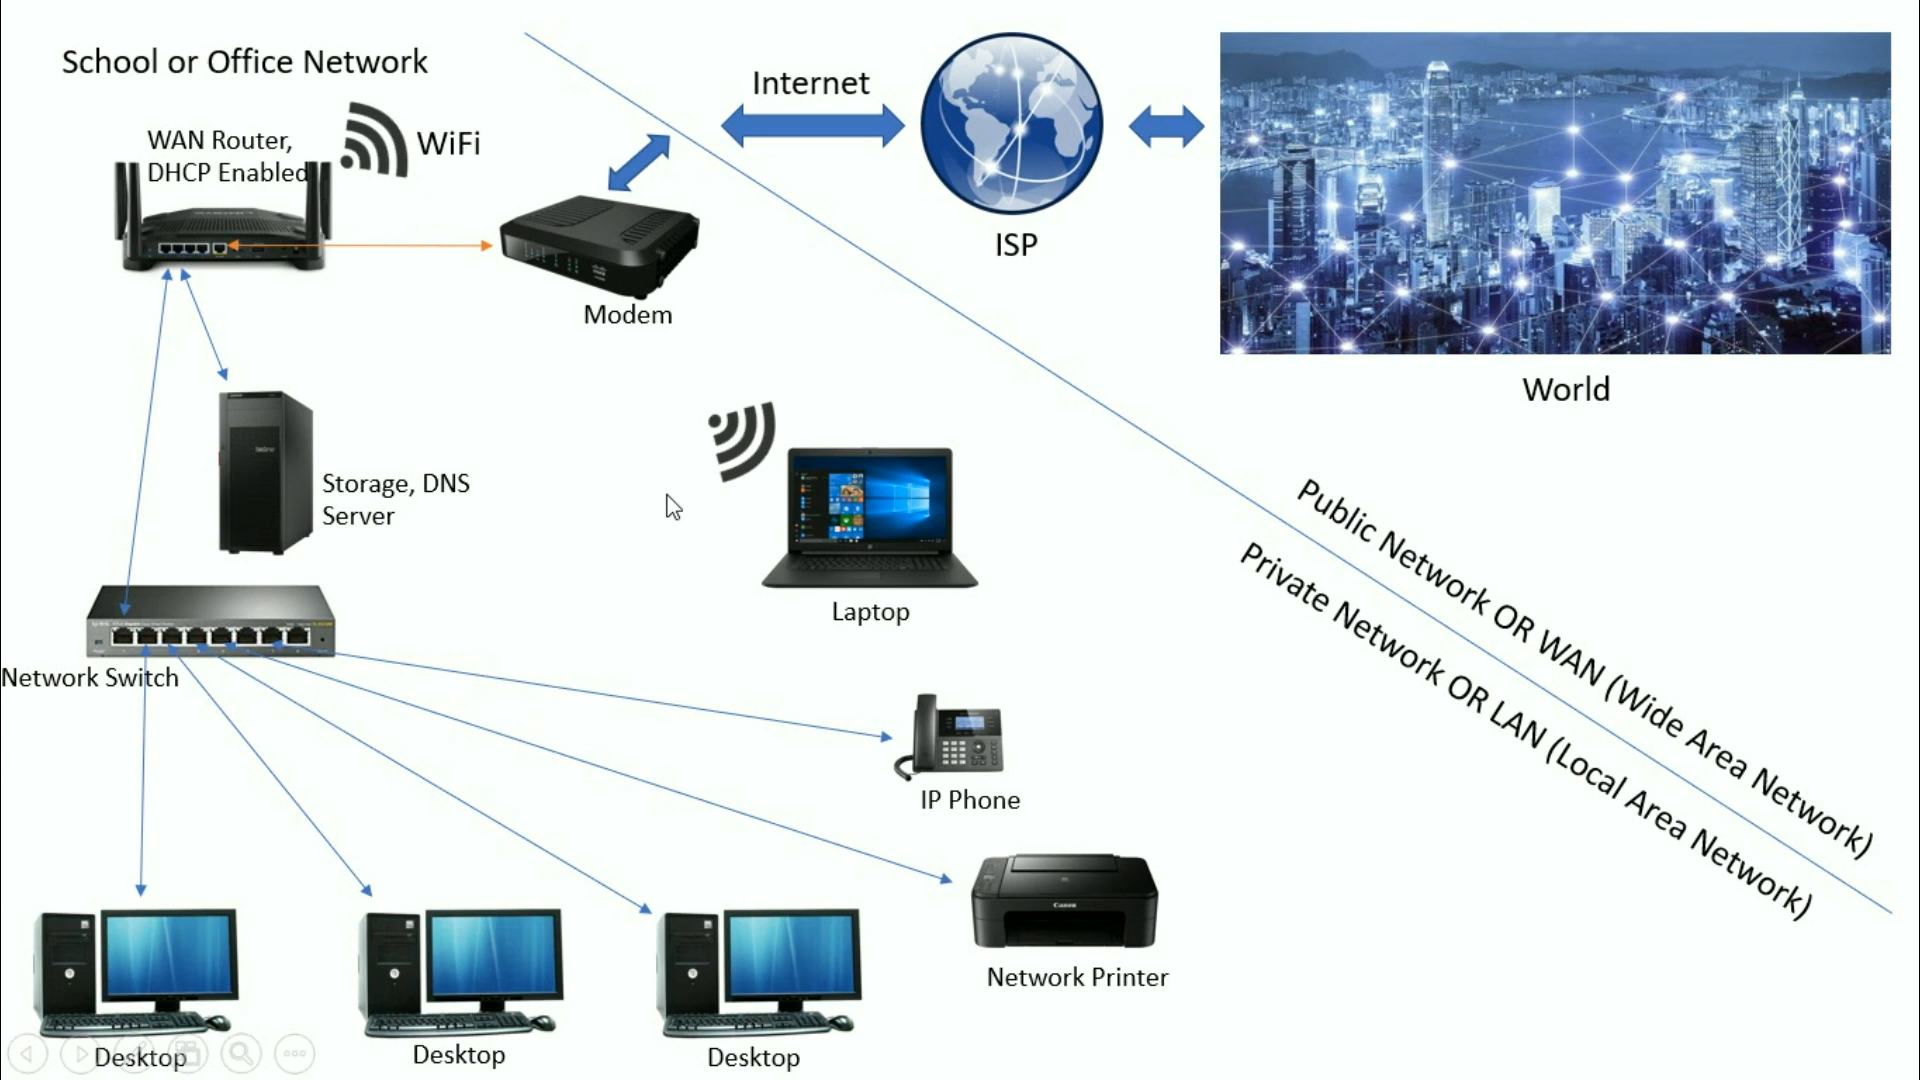 School or Office Network
Internet
WAN Router,
DHCP Enabled
WiFi
ISP
Modem
World
Storage, DNS
Server
Laptop
Public Network OR WAN (Wide Area Network)
Private Network OR LAN (Local Area Network)
Network Switch
IP Phone
Canon
Network Printer
Desktop
Desktop
Desktop